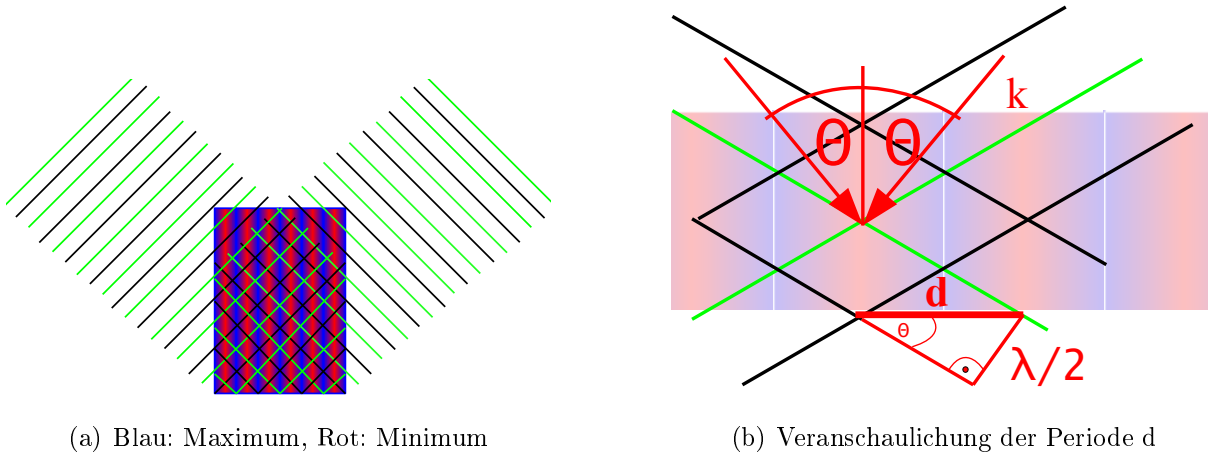 k
Θ Θ
d
Θ
λ/2
(a) Blau: Maximum, Rot: Minimum
(b) Veranschaulichung der Periode d